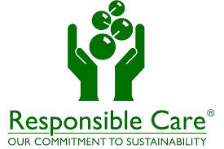 Responsible Care®
OUR COMMITMENT TO SUSTAINABILITY